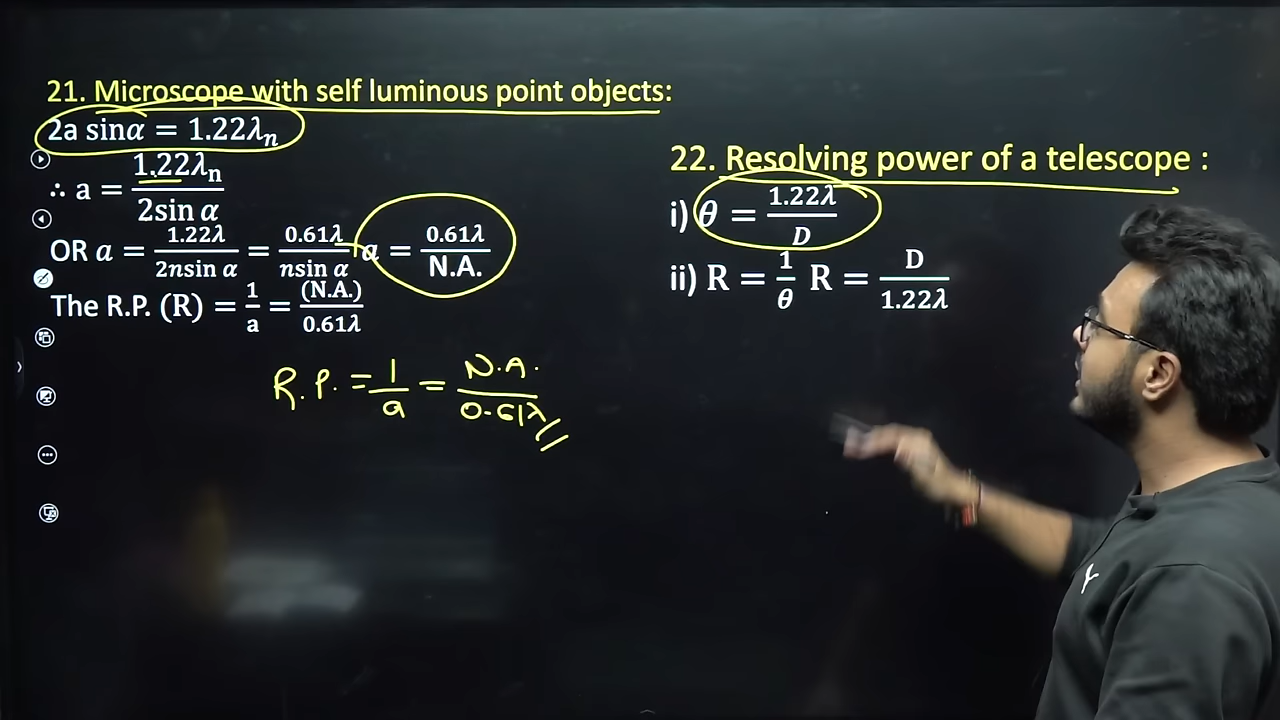 21. Microscope with self luminous point objects:
2a sinα = 1.22λₙ
∴ a = 1.22λₙ / 2sin α
OR a = 1.22λ / 2nsin α = 0.61λ / nsin α a = 0.61λ / N.A.
The R.P. (R) = 1/a = (N.A.) / 0.61λ
R.P. = 1/a = N.A. / 0.61λ
22. Resolving power of a telescope :
i) θ = 1.22λ / D
ii) R = 1/θ R = D / 1.22λ